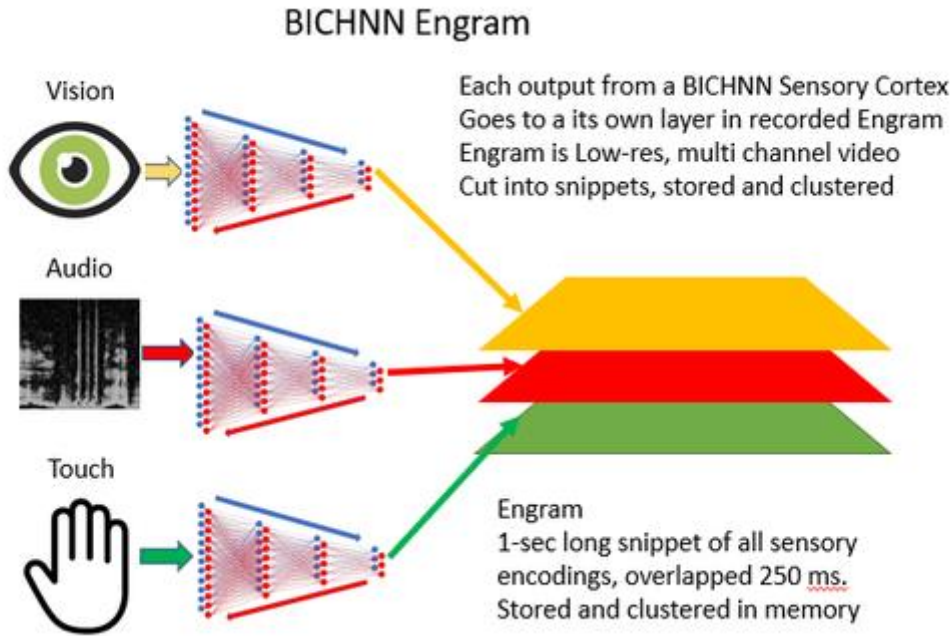 BICHNN Engram
Vision
Each output from a BICHNN Sensory Cortex
Goes to a its own layer in recorded Engram
Engram is Low-res, multi channel video
Cut into snippets, stored and clustered
Audio
Touch
Engram
1-sec long snippet of all sensory
encodings, overlapped 250 ms.
Stored and clustered in memory